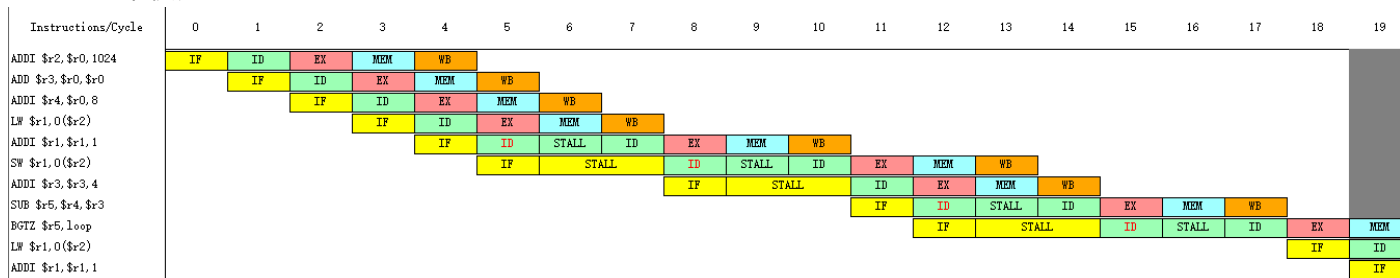 Instructions/Cycle 0 1 2 3 4 5 6 7 8 9 10 11 12 13 14 15 16 17 18 19
ADDI $r2,$r0,1024 IF ID EX MEM WB
ADD $r3,$r0,$r0 IF ID EX MEM WB
ADDI $r4,$r0,8 IF ID EX MEM WB
LW $r1,0($r2) IF ID EX MEM WB
ADDI $r1,$r1,1 IF ID STALL ID EX MEM WB
SW $r1,0($r2) IF STALL ID STALL ID EX MEM WB
ADDI $r3,$r3,4 IF STALL ID EX MEM WB
SUB $r5,$r4,$r3 IF ID STALL ID EX MEM WB
BGTZ $r5,loop IF STALL ID STALL ID EX MEM
LW $r1,0($r2) IF ID
ADDI $r1,$r1,1 IF